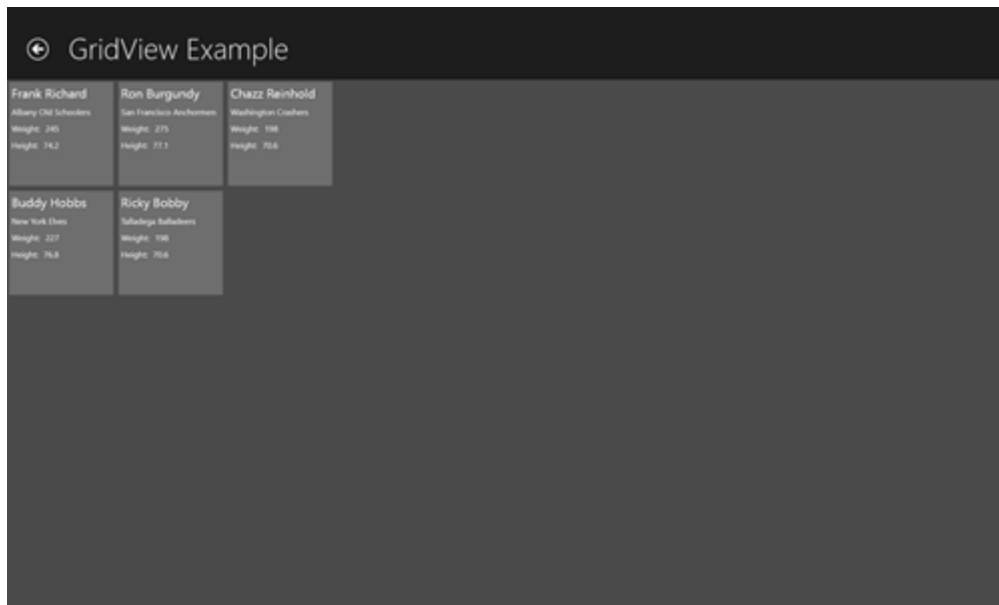 GridView Example
Frank Richard
Albany Old Schoolers
Weight: 245
Height: 74.2
Ron Burgundy
San Francisco Anchormen
Weight: 275
Height: 77.1
Chazz Reinhold
Washington Crashers
Weight: 198
Height: 70.6
Buddy Hobbs
New York Elves
Weight: 227
Height: 76.8
Ricky Bobby
Talladega Balladeers
Weight: 198
Height: 70.6